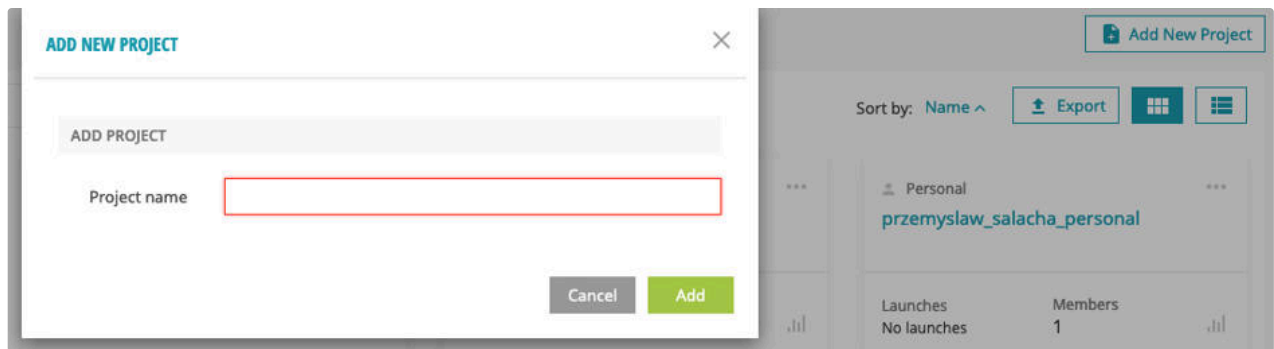 ADD NEW PROJECT
Add New Project
Sort by: Name
Export
ADD PROJECT
Project name
Personal
przemyslaw_salacha_personal
Cancel
Add
Launches
No launches
Members
1